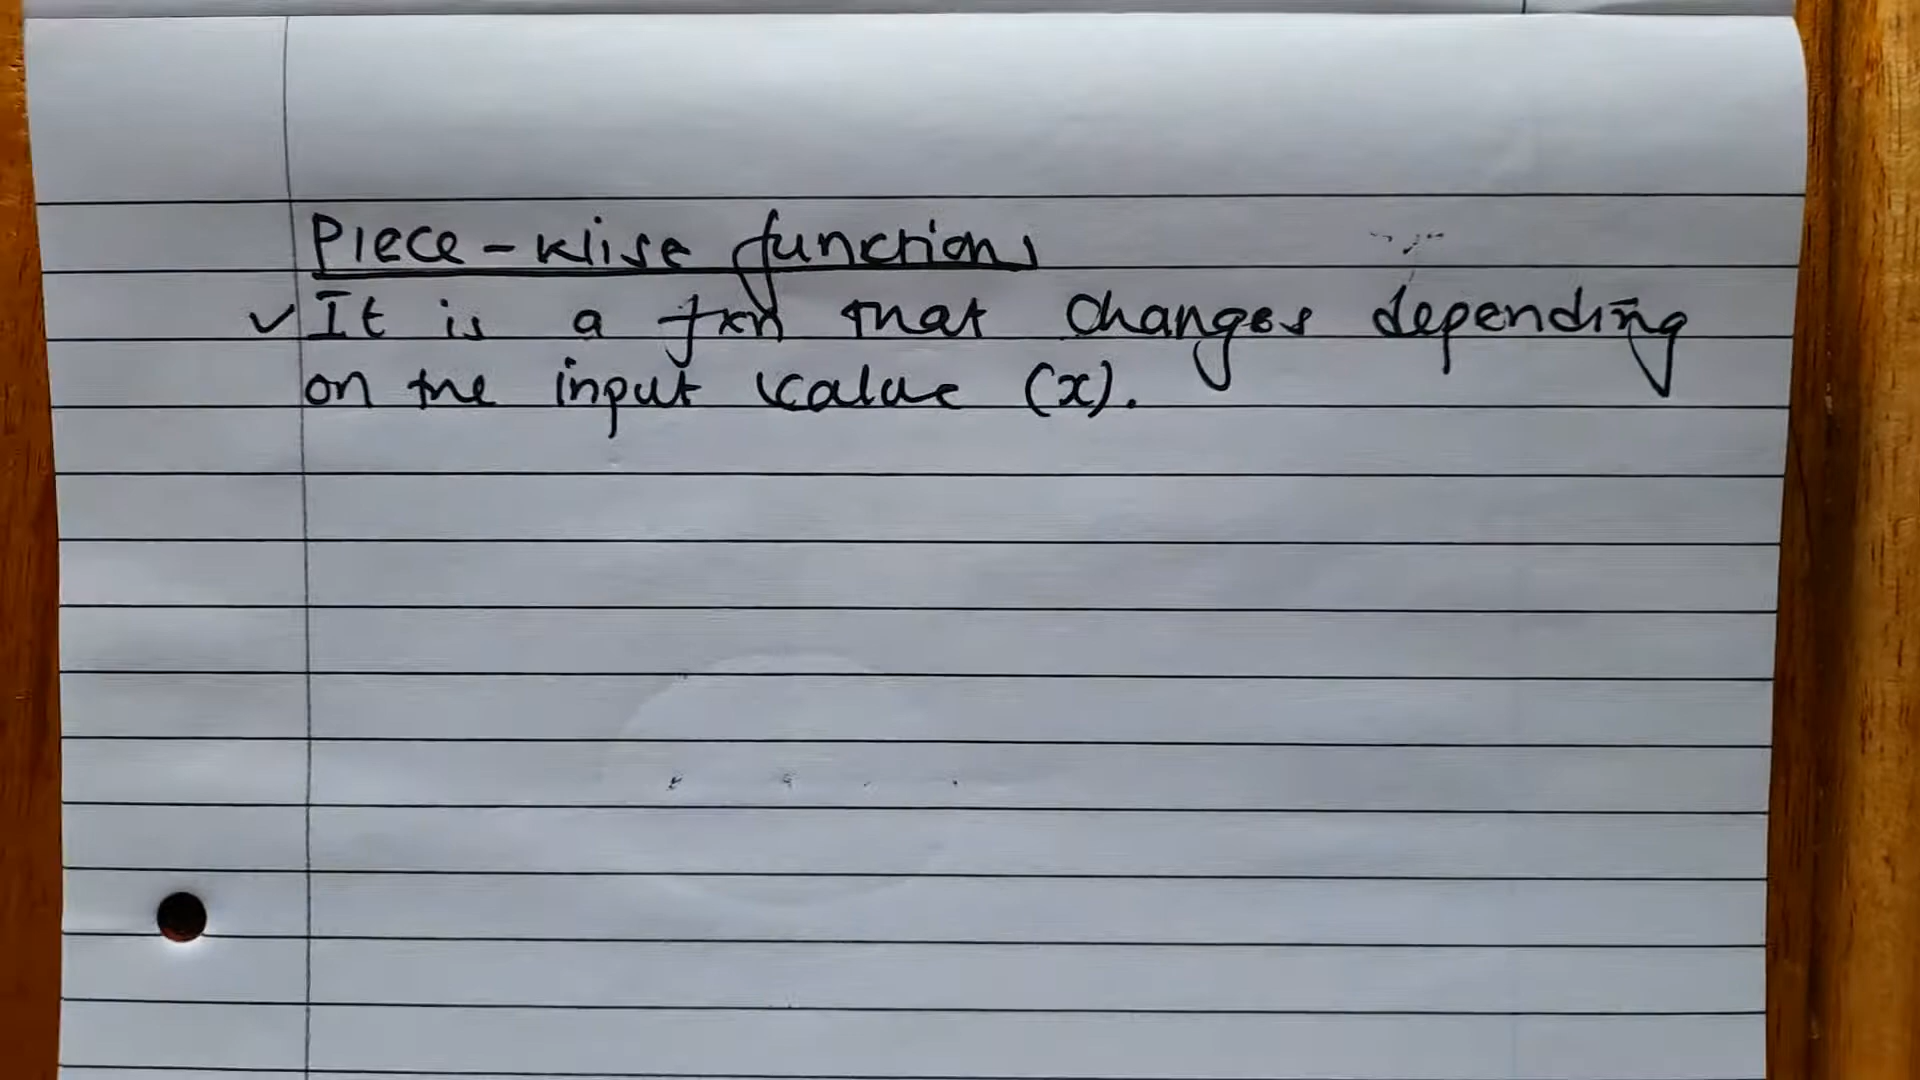 Piece-wise functions
✓ It is a fxn that changes depending
on the input value (x).